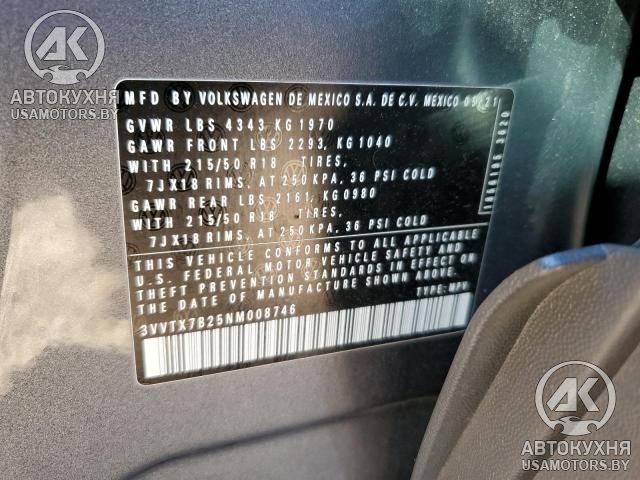 AK
АВТОКУХНЯ
USAMOTORS.BY
MFD BY VOLKSWAGEN DE MEXICO S.A. DE C.V. MEXICO 09/21
GVWR LBS 4343, KG 1970
GAWR FRONT LBS 2293, KG 1040
WITH 215/50 R18 TIRES,
7JX18 RIMS, AT 250 KPA, 36 PSI COLD
GAWR REAR LBS 2161, KG 0980
WITH 215/50 R18 TIRES,
7JX18 RIMS, AT 250 KPA, 36 PSI COLD
THIS VEHICLE CONFORMS TO ALL APPLICABLE
U.S. FEDERAL MOTOR VEHICLE SAFETY AND
THEFT PREVENTION STANDARDS IN EFFECT ON
THE DATE OF MANUFACTURE SHOWN ABOVE.
TYPE: MPV
3VVTX7B25NM008746
AK
АВТОКУХНЯ
USAMOTORS.BY